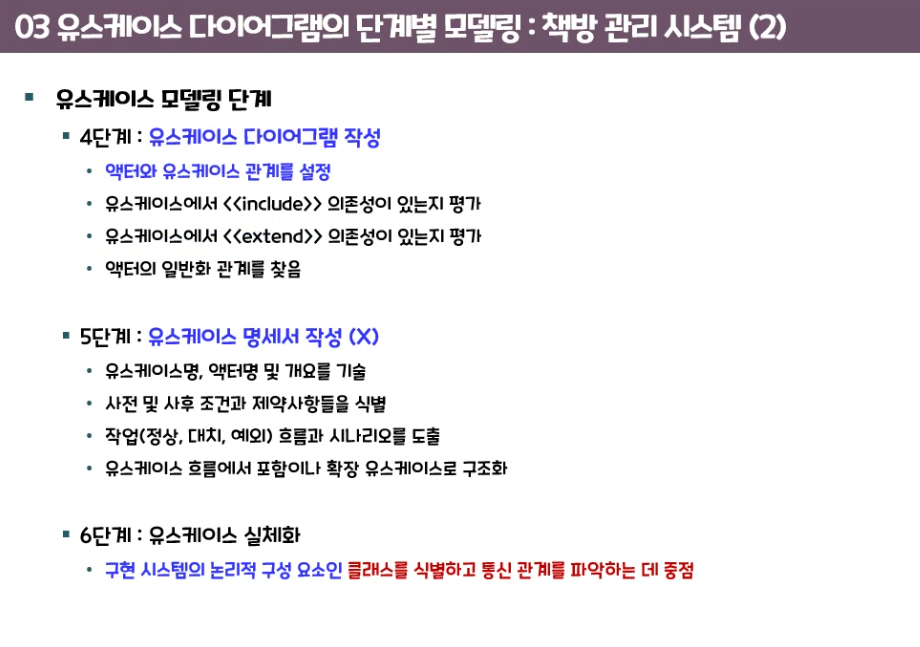 03 유스케이스 다이어그램의 단계별 모델링 : 책방 관리 시스템 (2)
▪ 유스케이스 모델링 단계
▪ 4단계 : 유스케이스 다이어그램 작성
• 액터와 유스케이스 관계를 설정
• 유스케이스에서 <<include>> 의존성이 있는지 평가
• 유스케이스에서 <<extend>> 의존성이 있는지 평가
• 액터의 일반화 관계를 찾음
▪ 5단계 : 유스케이스 명세서 작성 (X)
• 유스케이스명, 액터명 및 개요를 기술
• 사전 및 사후 조건과 제약사항들을 식별
• 작업(정상, 대치, 예외) 흐름과 시나리오를 도출
• 유스케이스 흐름에서 포함이나 확장 유스케이스로 구조화
▪ 6단계 : 유스케이스 실체화
• 구현 시스템의 논리적 구성 요소인 클래스를 식별하고 통신 관계를 파악하는 데 중점